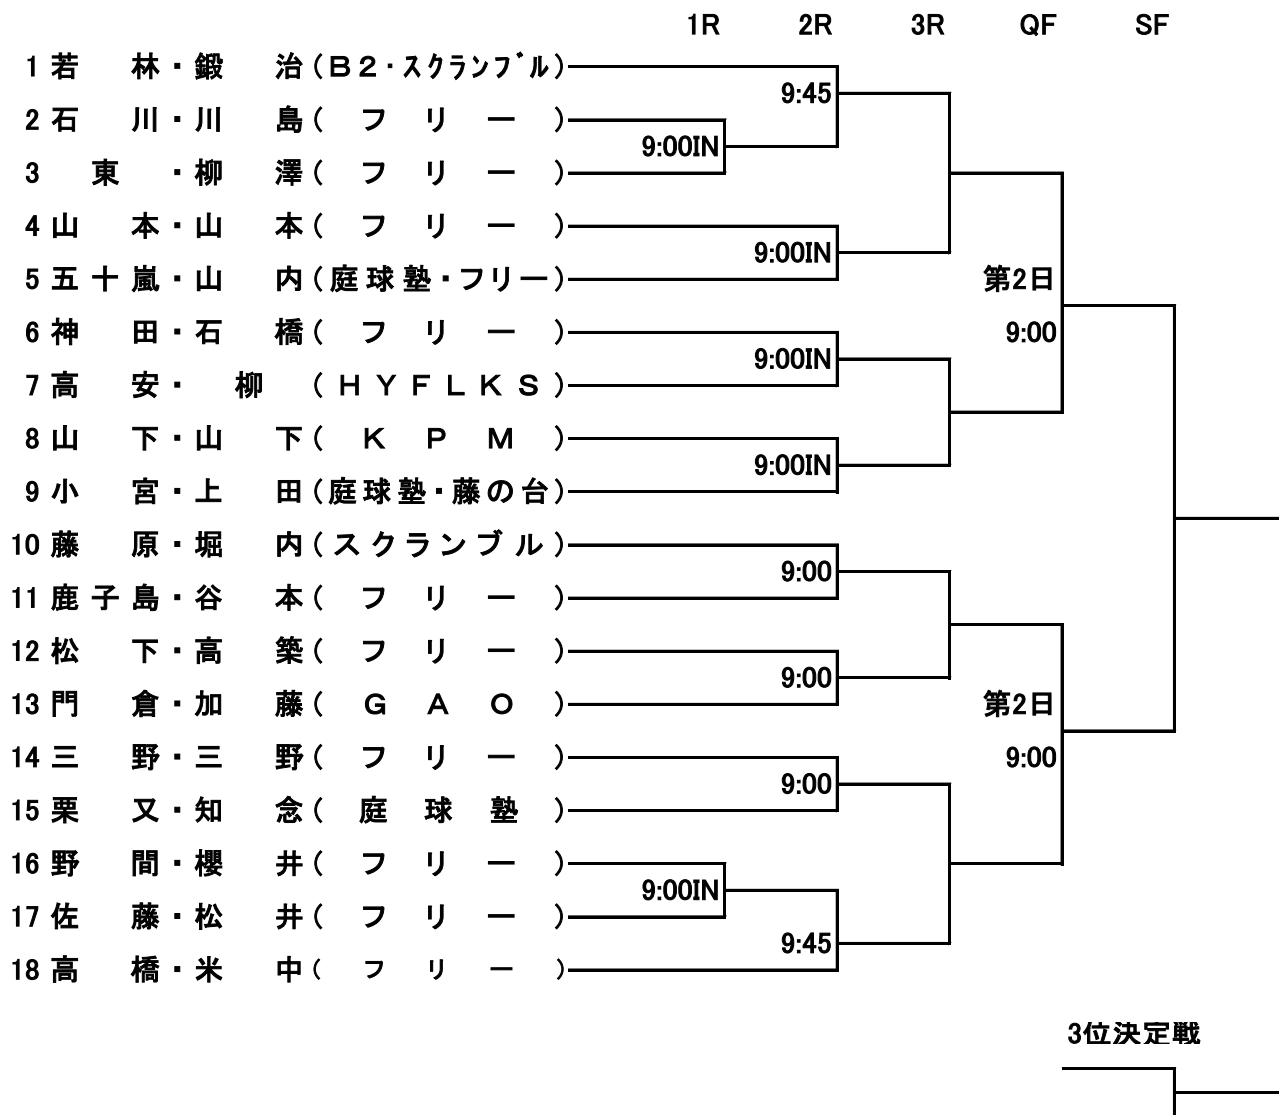 1R 2R 3R QF SF
1 若林・鍛治(B2・スクランブル)
9:45
2 石川・川島(フリー)
9:00IN
3 東・柳澤(フリー)
4 山本・山本(フリー)
9:00IN
5 五十嵐・山内(庭球塾・フリー)
第2日
6 神田・石橋(フリー)
9:00
9:00IN
7 高安・柳(HYFLKS)
8 山下・山下(KPM)
9:00IN
9 小宮・上田(庭球塾・藤の台)
10 藤原・堀内(スクランブル)
9:00
11 鹿子島・谷本(フリー)
12 松下・高築(フリー)
9:00
13 門倉・加藤(GAO)
第2日
14 三野・三野(フリー)
9:00
9:00
15 栗又・知念(庭球塾)
16 野間・櫻井(フリー)
9:00IN
17 佐藤・松井(フリー)
9:45
18 高橋・米中(フリー)
3位決定戦